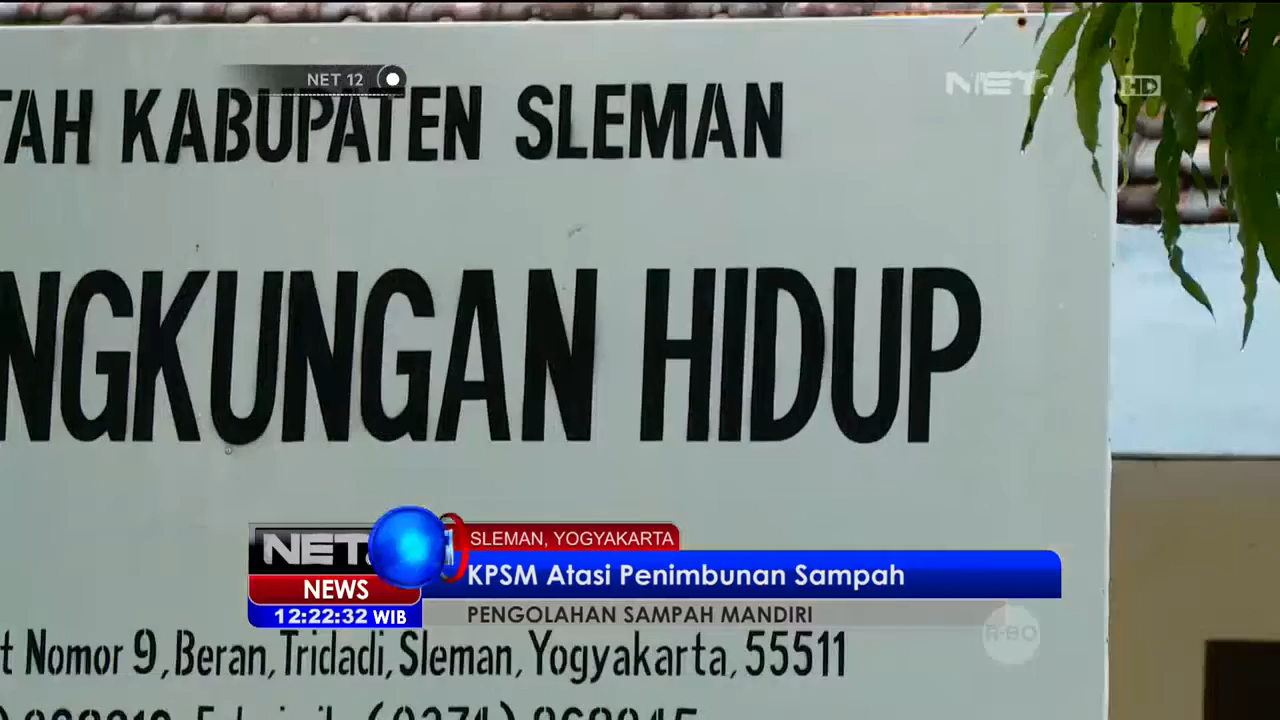 NET 12
NET. HD
TAH KABUPATEN SLEMAN
NGKUNGAN HIDUP
NET.
SLEMAN, YOGYAKARTA
NEWS
KPSM Atasi Penimbunan Sampah
12:22:32 WIB
PENGOLAHAN SAMPAH MANDIRI
R-BO
t Nomor 9, Beran, Tridadi, Sleman, Yogyakarta, 55511